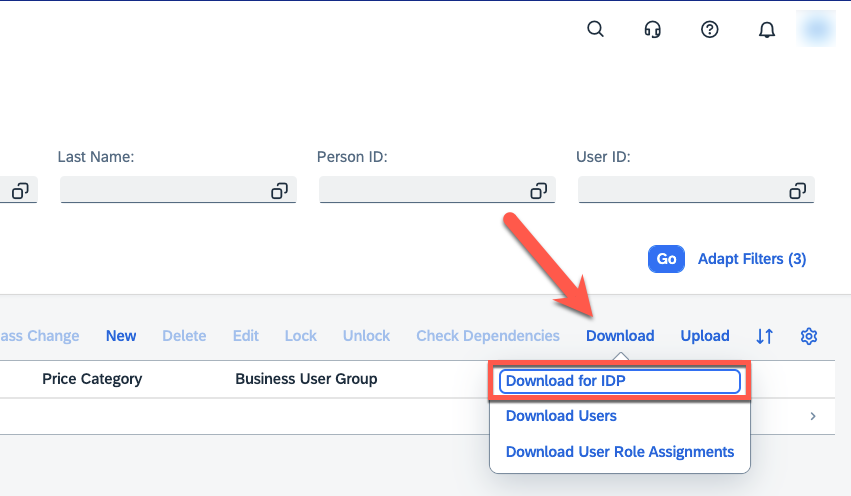 Last Name: Person ID: User ID:
Go Adapt Filters (3)
ass Change New Delete Edit Lock Unlock Check Dependencies Download Upload
Price Category Business User Group
Download for IDP
Download Users
Download User Role Assignments